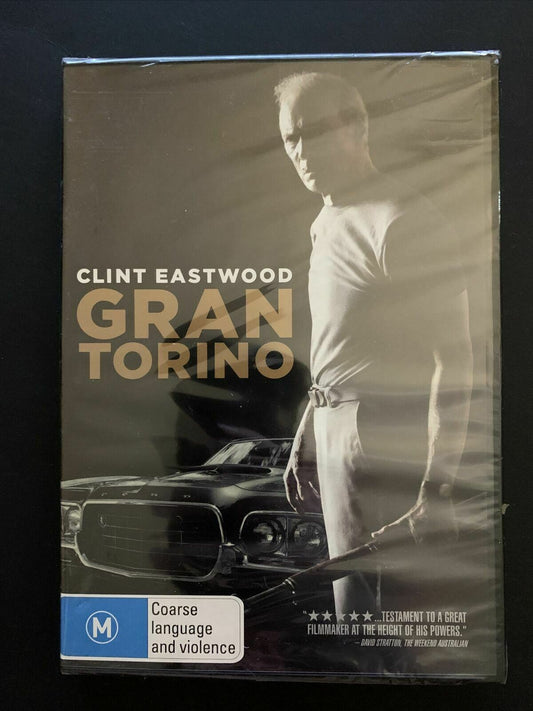 CLINT EASTWOOD
GRAN
TORINO
FORD
M
Coarse
language
and violence
"★★★★★...TESTAMENT TO A GREAT
FILMMAKER AT THE HEIGHT OF HIS POWERS."
– DAVID STRATTON, THE WEEKEND AUSTRALIAN